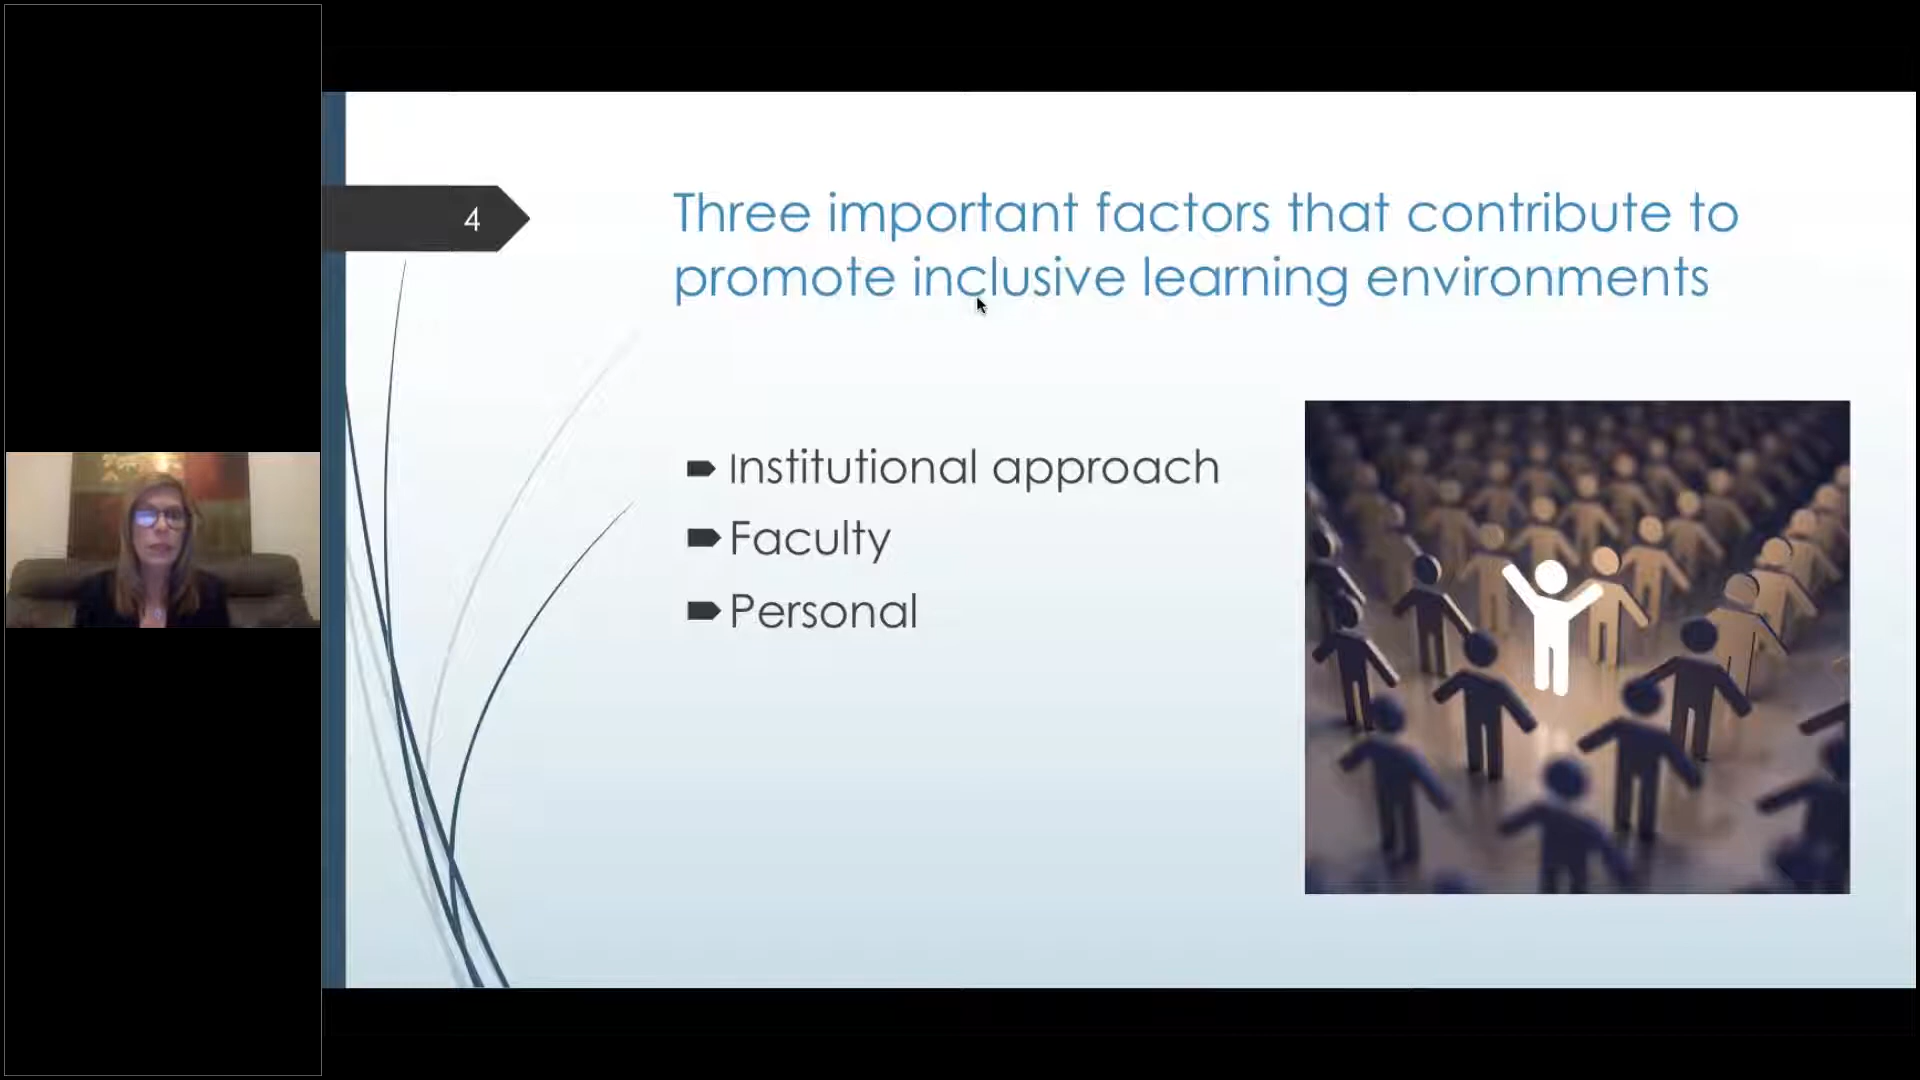 4
Three important factors that contribute to
promote inclusive learning environments
Institutional approach
Faculty
Personal